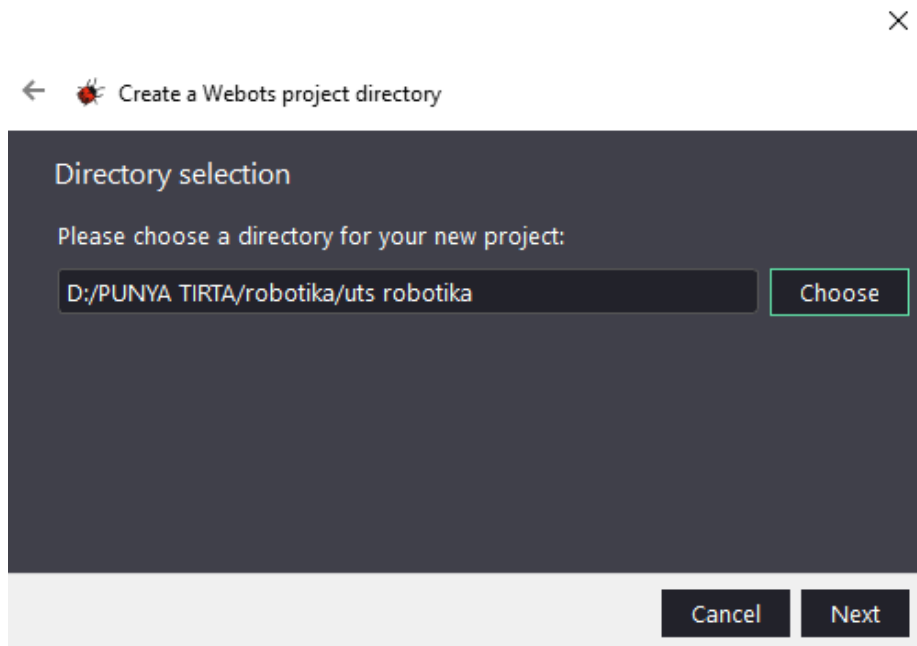 Create a Webots project directory
Directory selection
Please choose a directory for your new project:
D:/PUNYA TIRTA/robotika/uts robotika
Choose
Cancel
Next